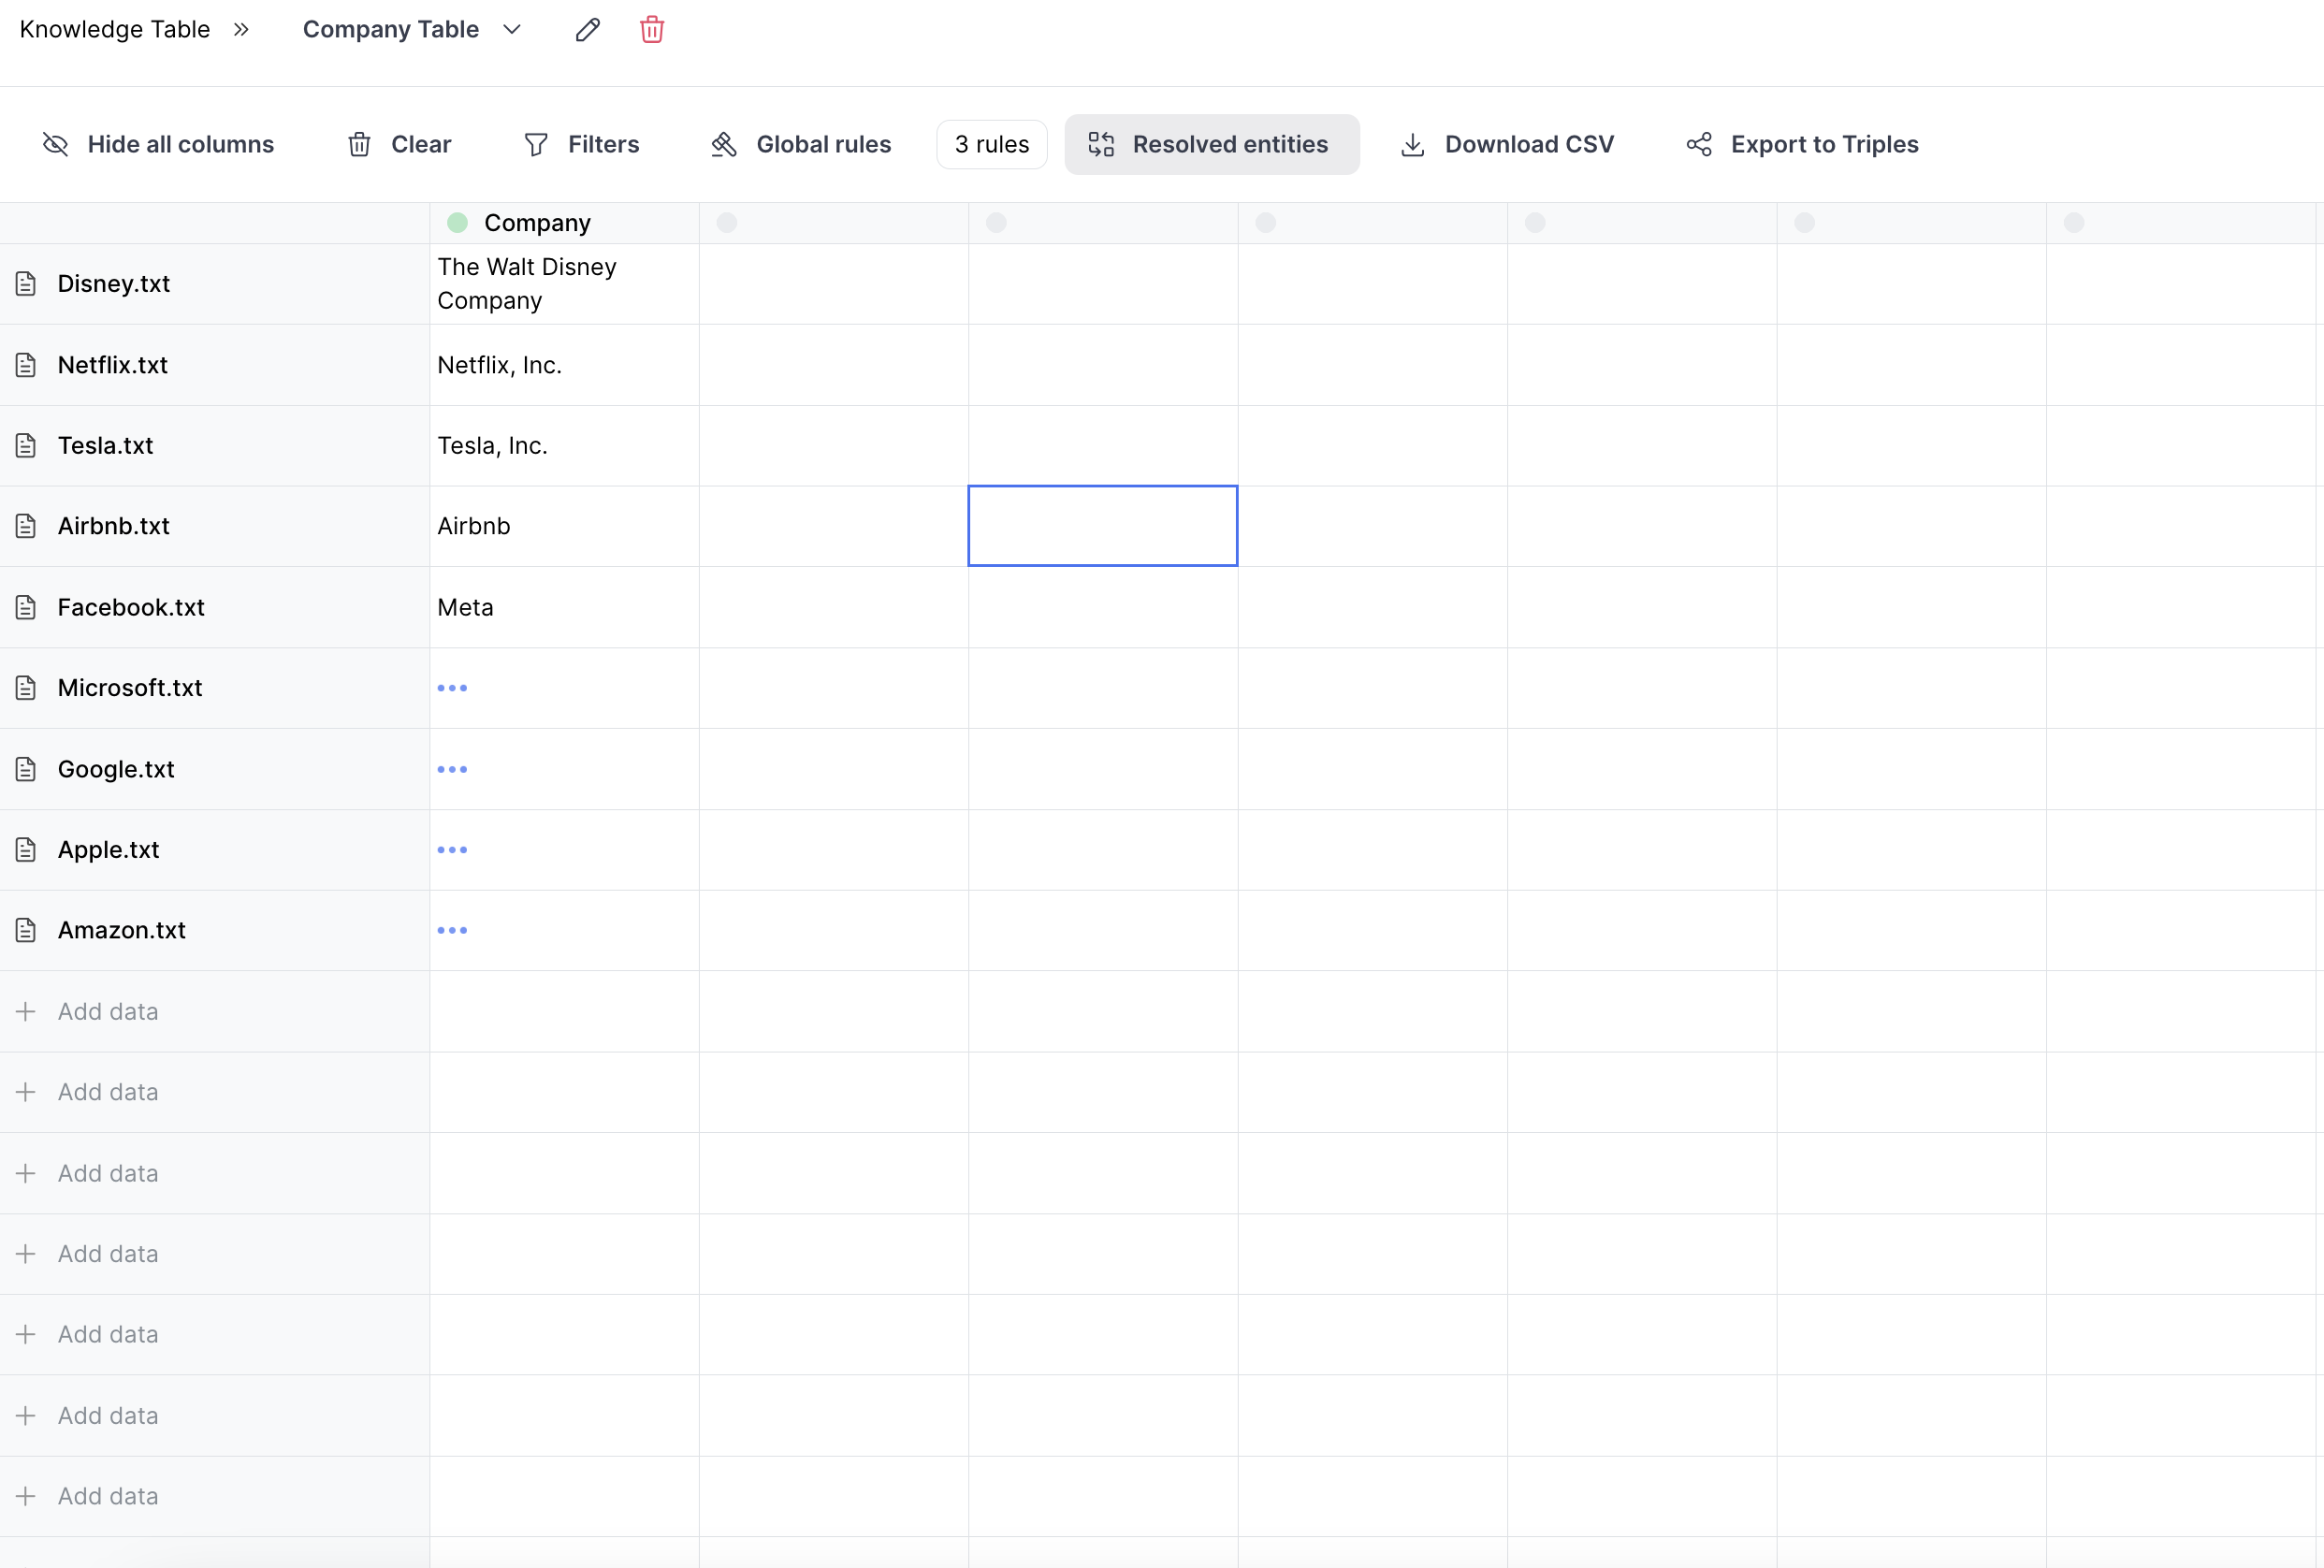 Knowledge Table » Company Table
Hide all columns Clear Filters Global rules 3 rules Resolved entities Download CSV Export to Triples
Company
Disney.txt The Walt Disney
Company
Netflix.txt Netflix, Inc.
Tesla.txt Tesla, Inc.
Airbnb.txt Airbnb
Facebook.txt Meta
Microsoft.txt
Google.txt
Apple.txt
Amazon.txt
Add data
Add data
Add data
Add data
Add data
Add data
Add data